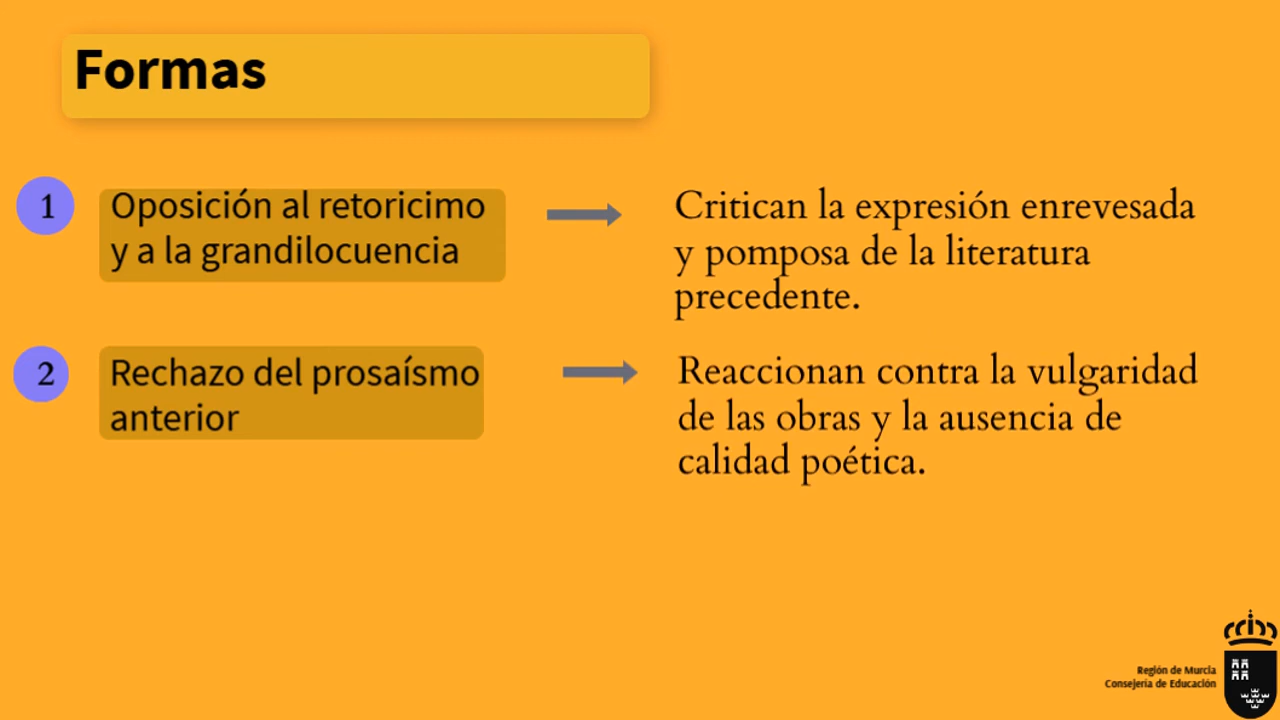 Formas
1
Oposición al retoricimo
y a la grandilocuencia
Critican la expresión enrevesada
y pomposa de la literatura
precedente.
2
Rechazo del prosaísmo
anterior
Reaccionan contra la vulgaridad
de las obras y la ausencia de
calidad poética.
Región de Murcia
Consejería de Educación